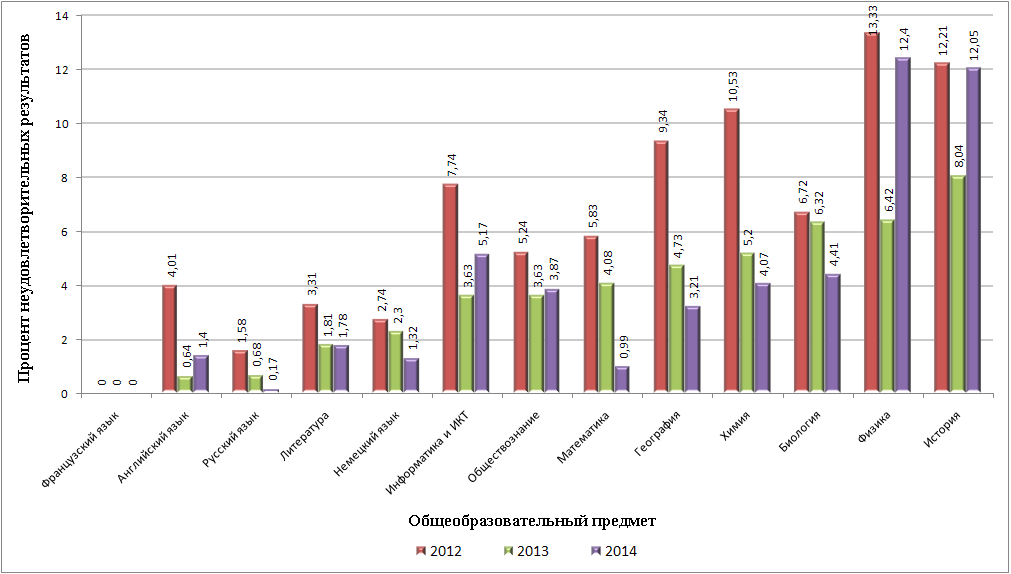 Процент неудовлетворительных результатов
14
12
10
8
6
4
2
0
0 0 0
4,01 0,64 1,4
1,58 0,68 0,17
3,31 1,81 1,78
2,74 2,3 1,32
7,74 3,63 5,17
5,24 3,63 3,87
5,83 4,08 0,99
9,34 4,73 3,21
10,53 5,2 4,07
6,72 6,32 4,41
13,33 6,42 12,4
12,21 8,04 12,05
Французский язык
Английский язык
Русский язык
Литература
Немецкий язык
Информатика и ИКТ
Обществознание
Математика
География
Химия
Биология
Физика
История
Общеобразовательный предмет
2012 2013 2014